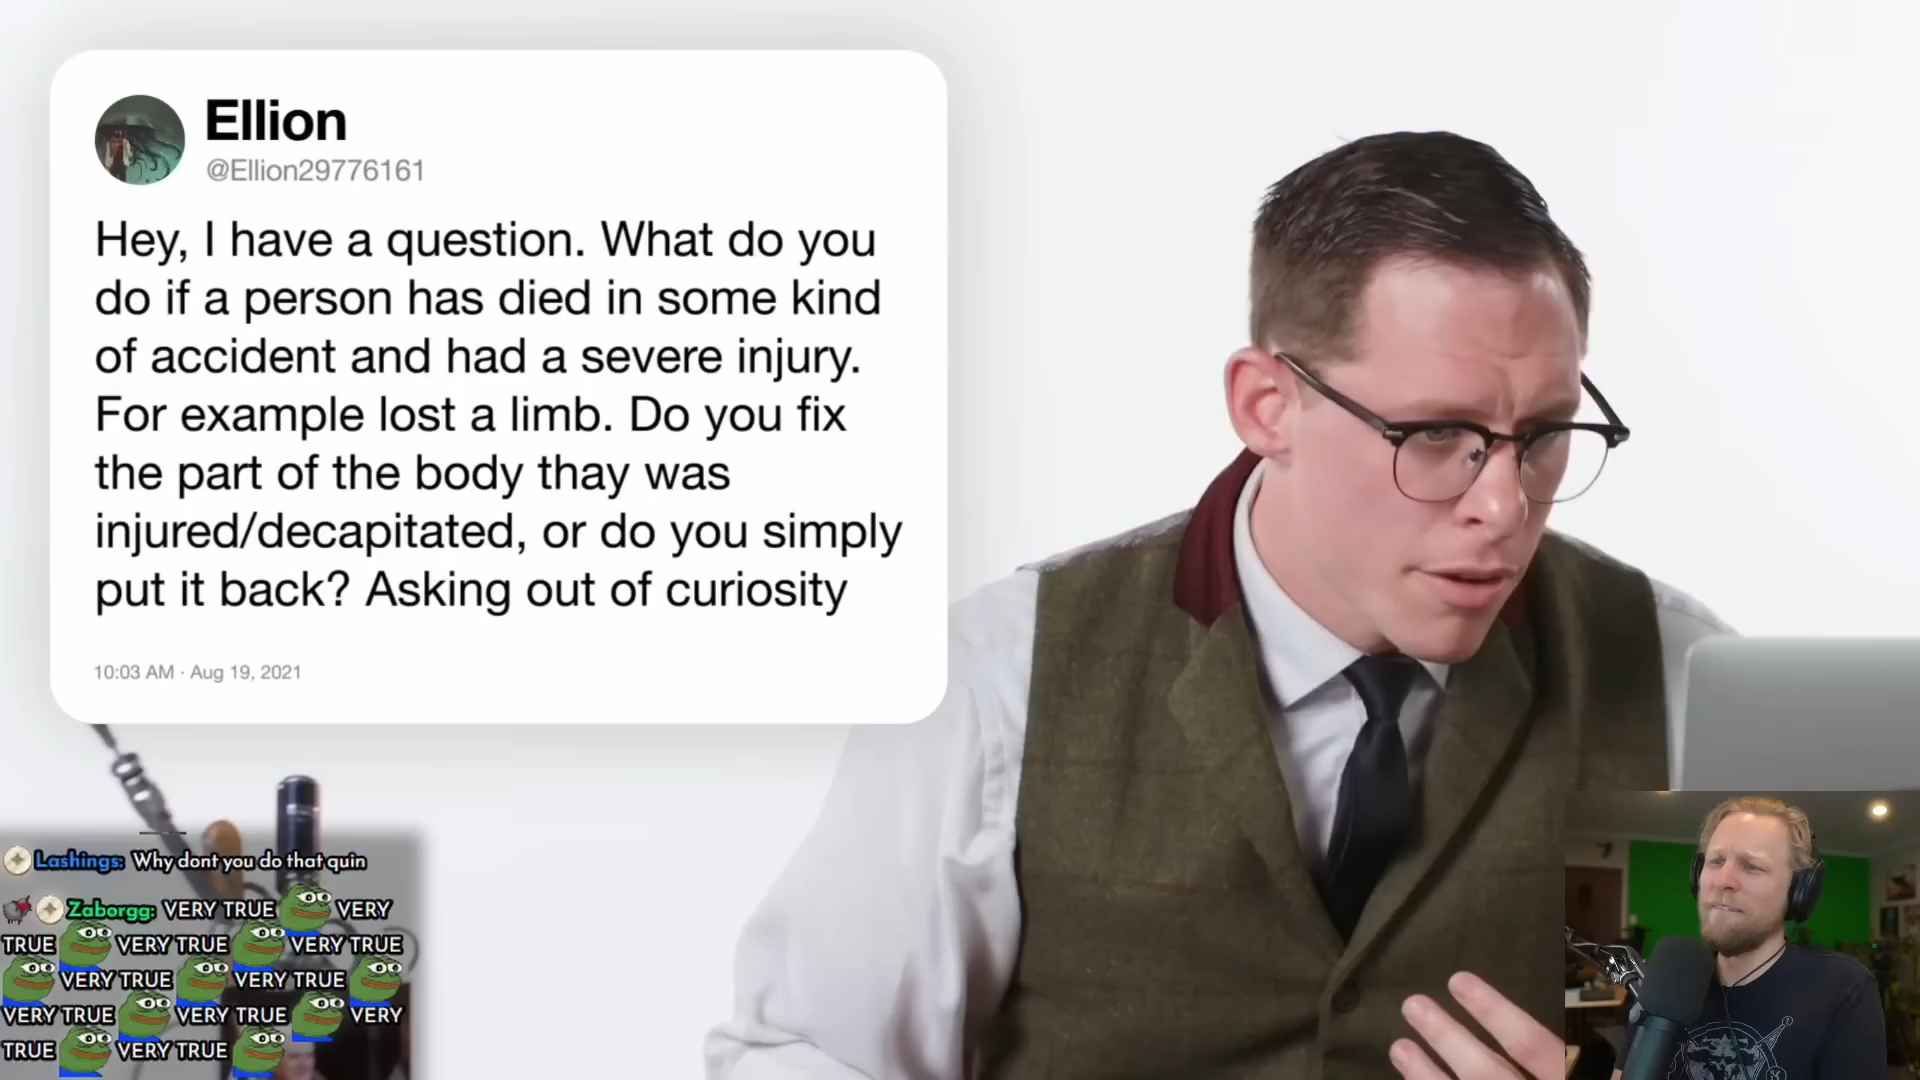 Ellion
@Ellion29776161
Hey, I have a question. What do you
do if a person has died in some kind
of accident and had a severe injury.
For example lost a limb. Do you fix
the part of the body thay was
injured/decapitated, or do you simply
put it back? Asking out of curiosity
10:03 AM · Aug 19, 2021
Lashings: Why dont you do that quin
Zaborgg: VERY TRUE VERY
TRUE VERY TRUE VERY TRUE
VERY TRUE VERY TRUE
VERY TRUE VERY TRUE VERY
TRUE VERY TRUE